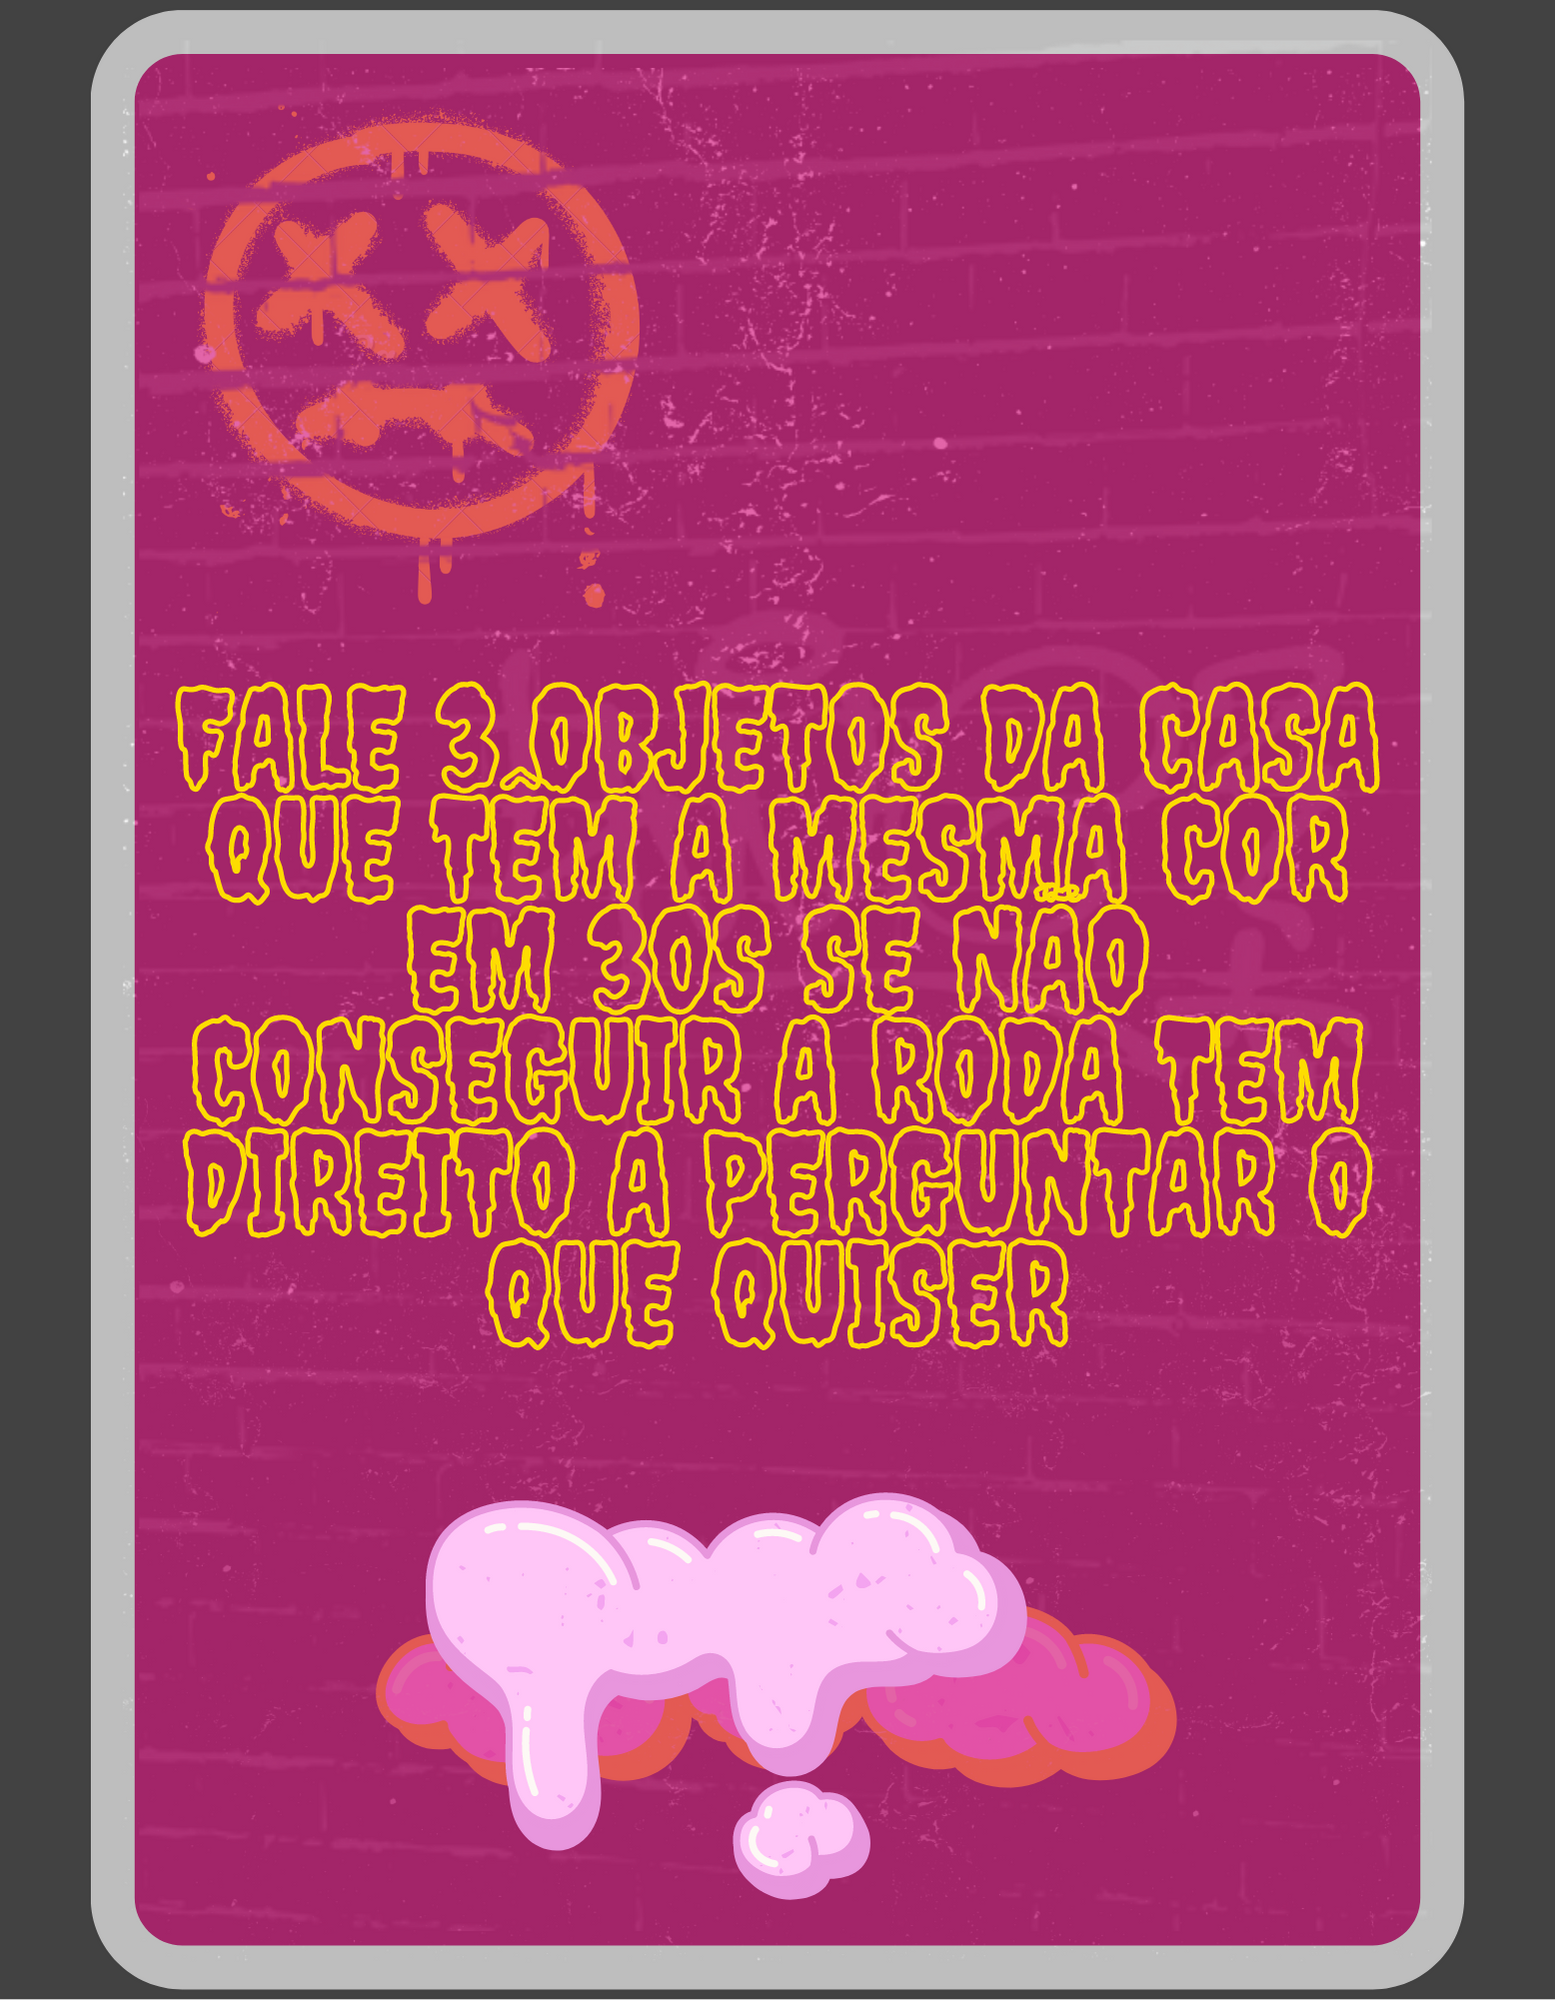 FALE 3 OBJETOS DA CASA
QUE TÊM A MESMA COR
EM 30S SE NÃO
CONSEGUIR A RODA TEM
DIREITO A PERGUNTAR O
QUE QUISER